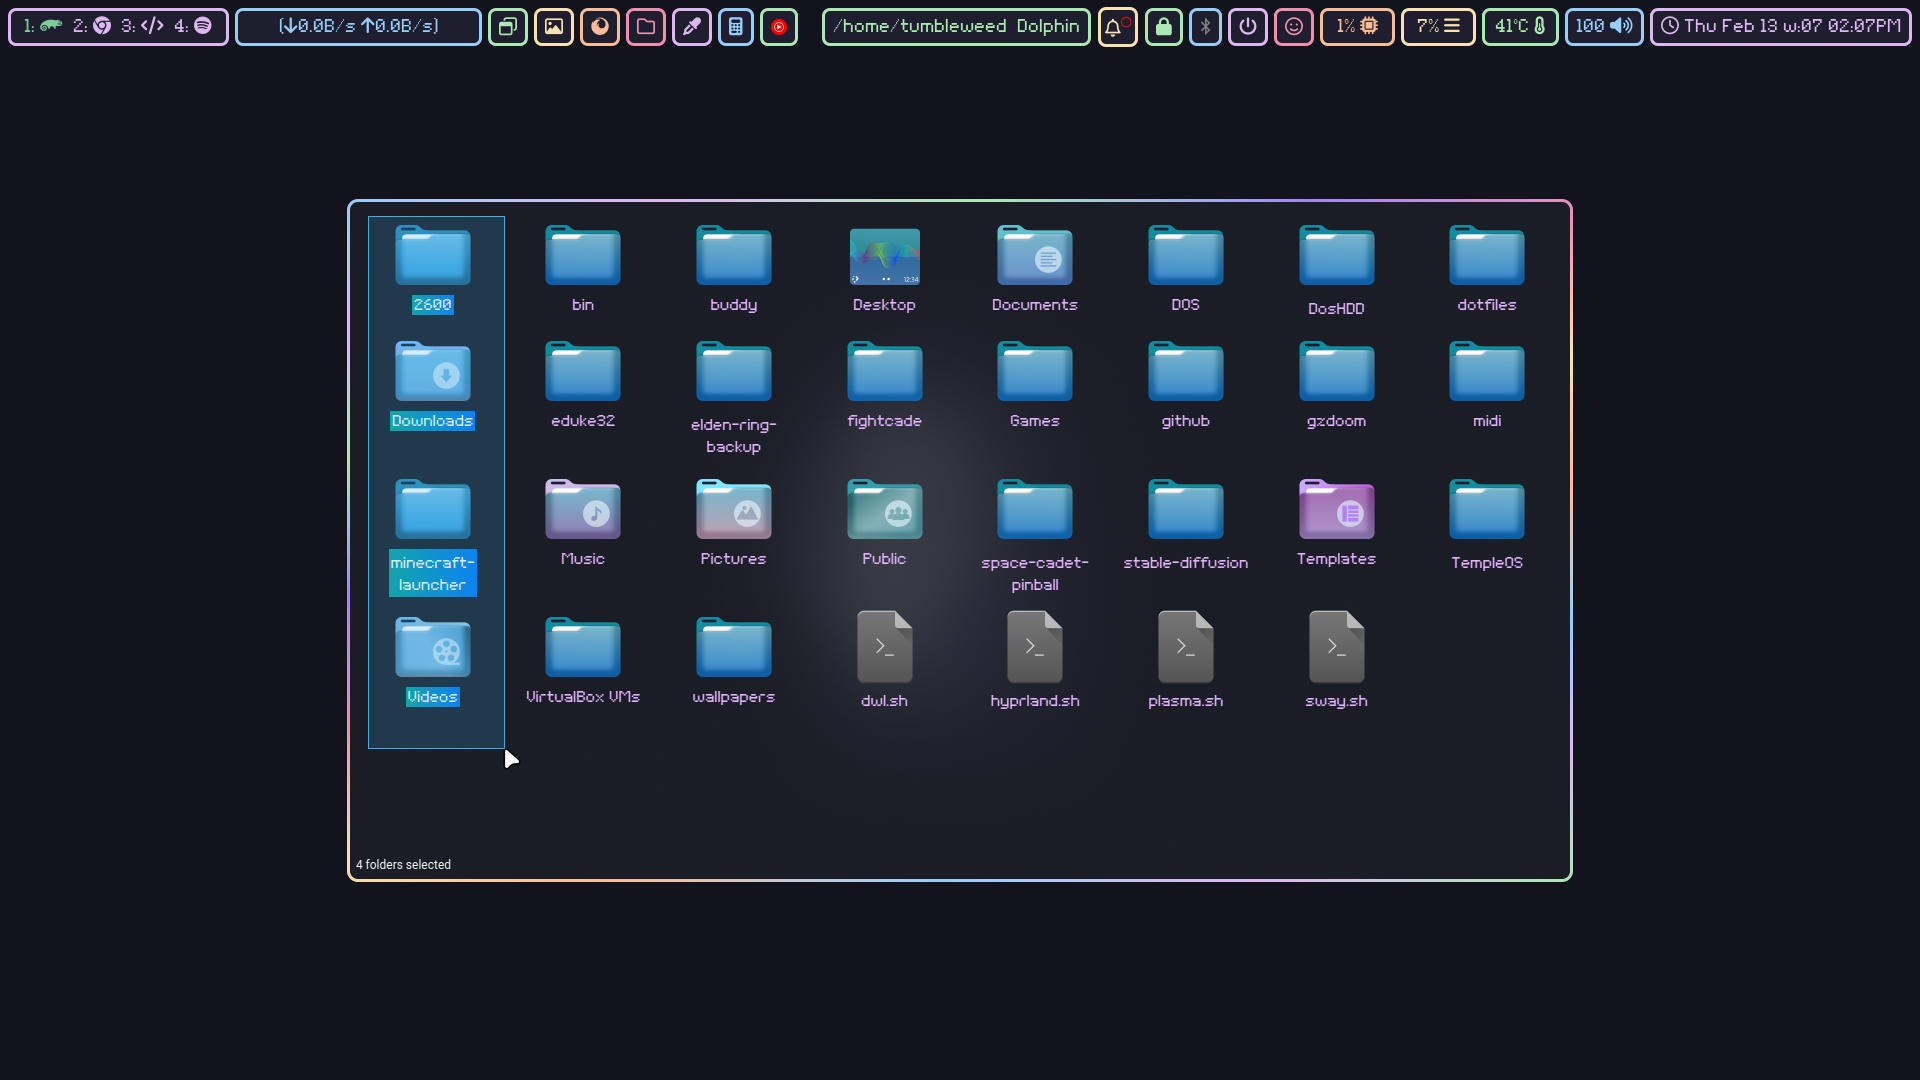 1: 2: 3: </> 4:
(↓0.0B/s ↑0.0B/s)
/home/tumbleweed Dolphin
1%
7%
41°C
100
Thu Feb 13 w:07 02:07PM
2600
bin
buddy
12:34
Desktop
Documents
DOS
DosHDD
dotfiles
Downloads
eduke32
elden-ring-
backup
fightcade
Games
github
gzdoom
midi
minecraft-
launcher
Music
Pictures
Public
space-cadet-
pinball
stable-diffusion
Templates
TempleOS
Videos
VirtualBox VMs
wallpapers
dwl.sh
hyprland.sh
plasma.sh
sway.sh
4 folders selected